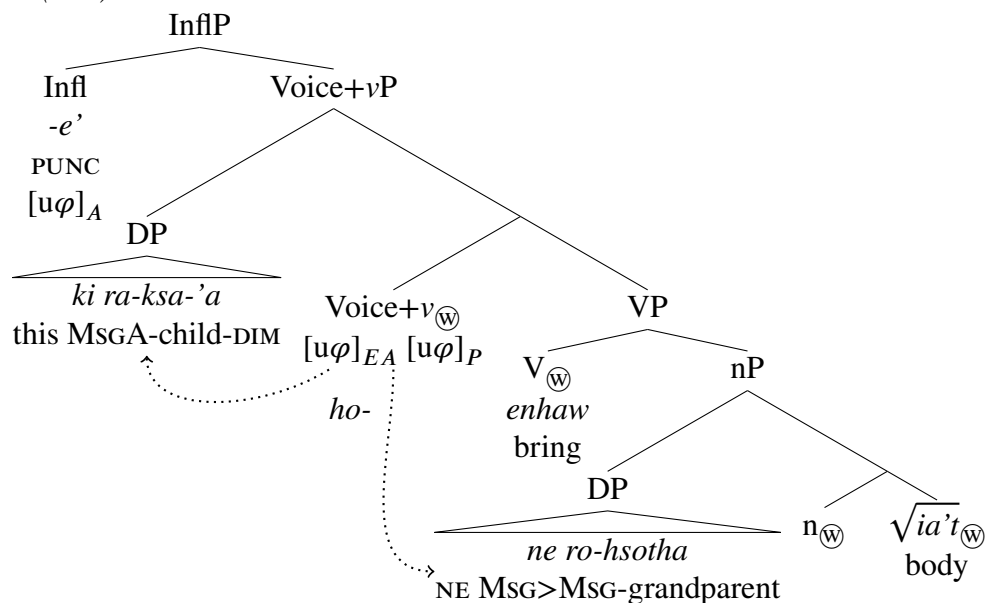 InflP
Infl Voice+vP
-e’
PUNC
[uφ]A
DP
ki ra-ksa-’a Voice+vⓌ VP
this MSGA-child-DIM [uφ]EA [uφ]P VⓌ nP
ho- enhaw
bring
DP nⓌ √ia’tⓌ
ne ro-hsotha body
NE MSG>MSG-grandparent